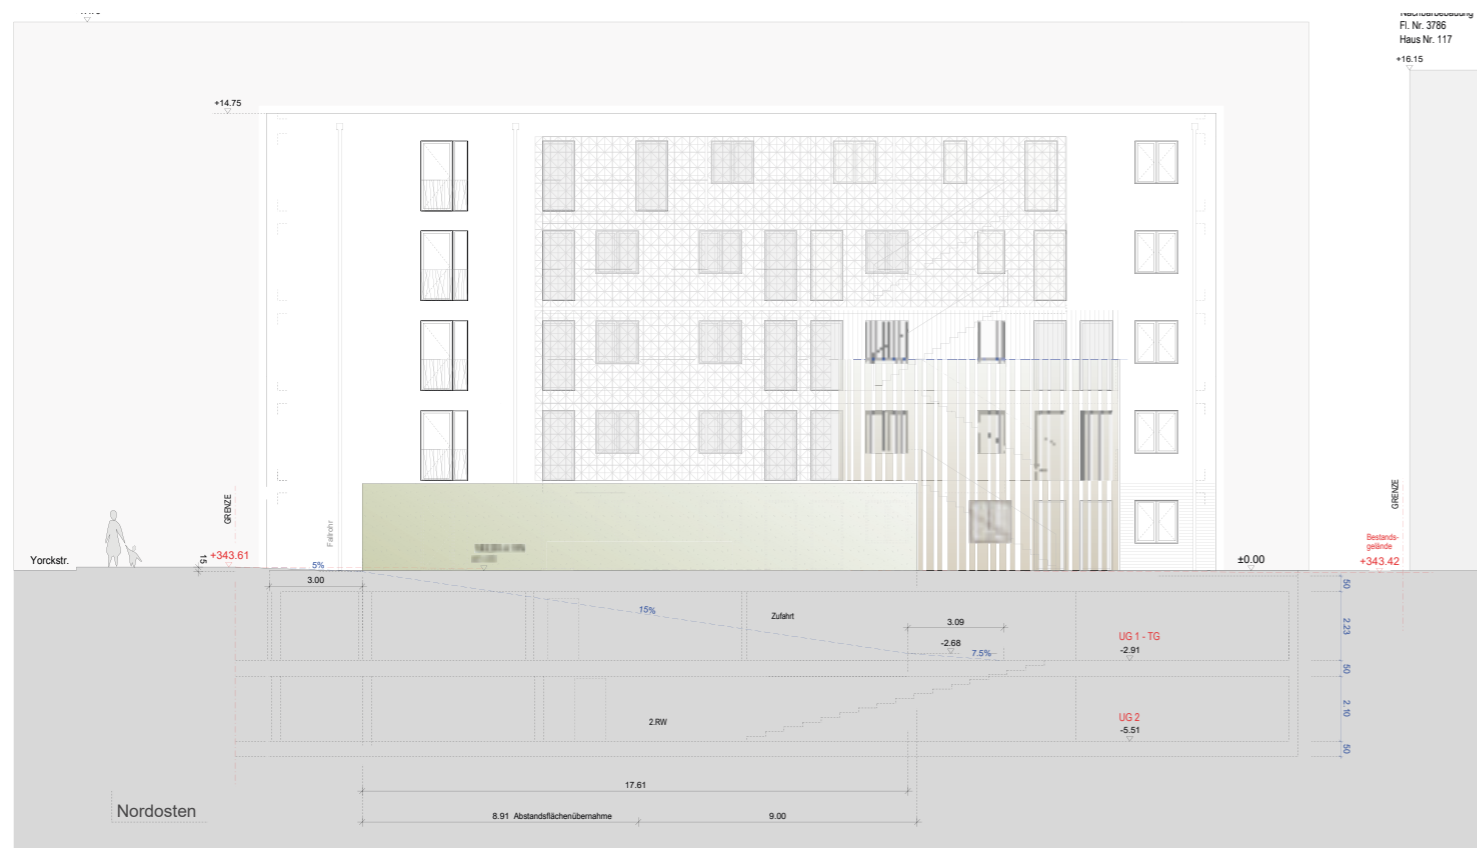 Fl. Nr. 3786
Haus Nr. 117
+16.15
+14.75
GRENZE
GRENZE
Fallrohr
Yorckstr.
15
+343.61
5%
3.00
±0.00
Bestands-
gelände
+343.42
15%
Zufahrt
3.09
-2.68
7.5%
UG 1 - TG
-2.91
50
2.23
50
2.10
50
2.RW
UG 2
-5.51
17.61
8.91 Abstandsflächenübernahme
9.00
Nordosten